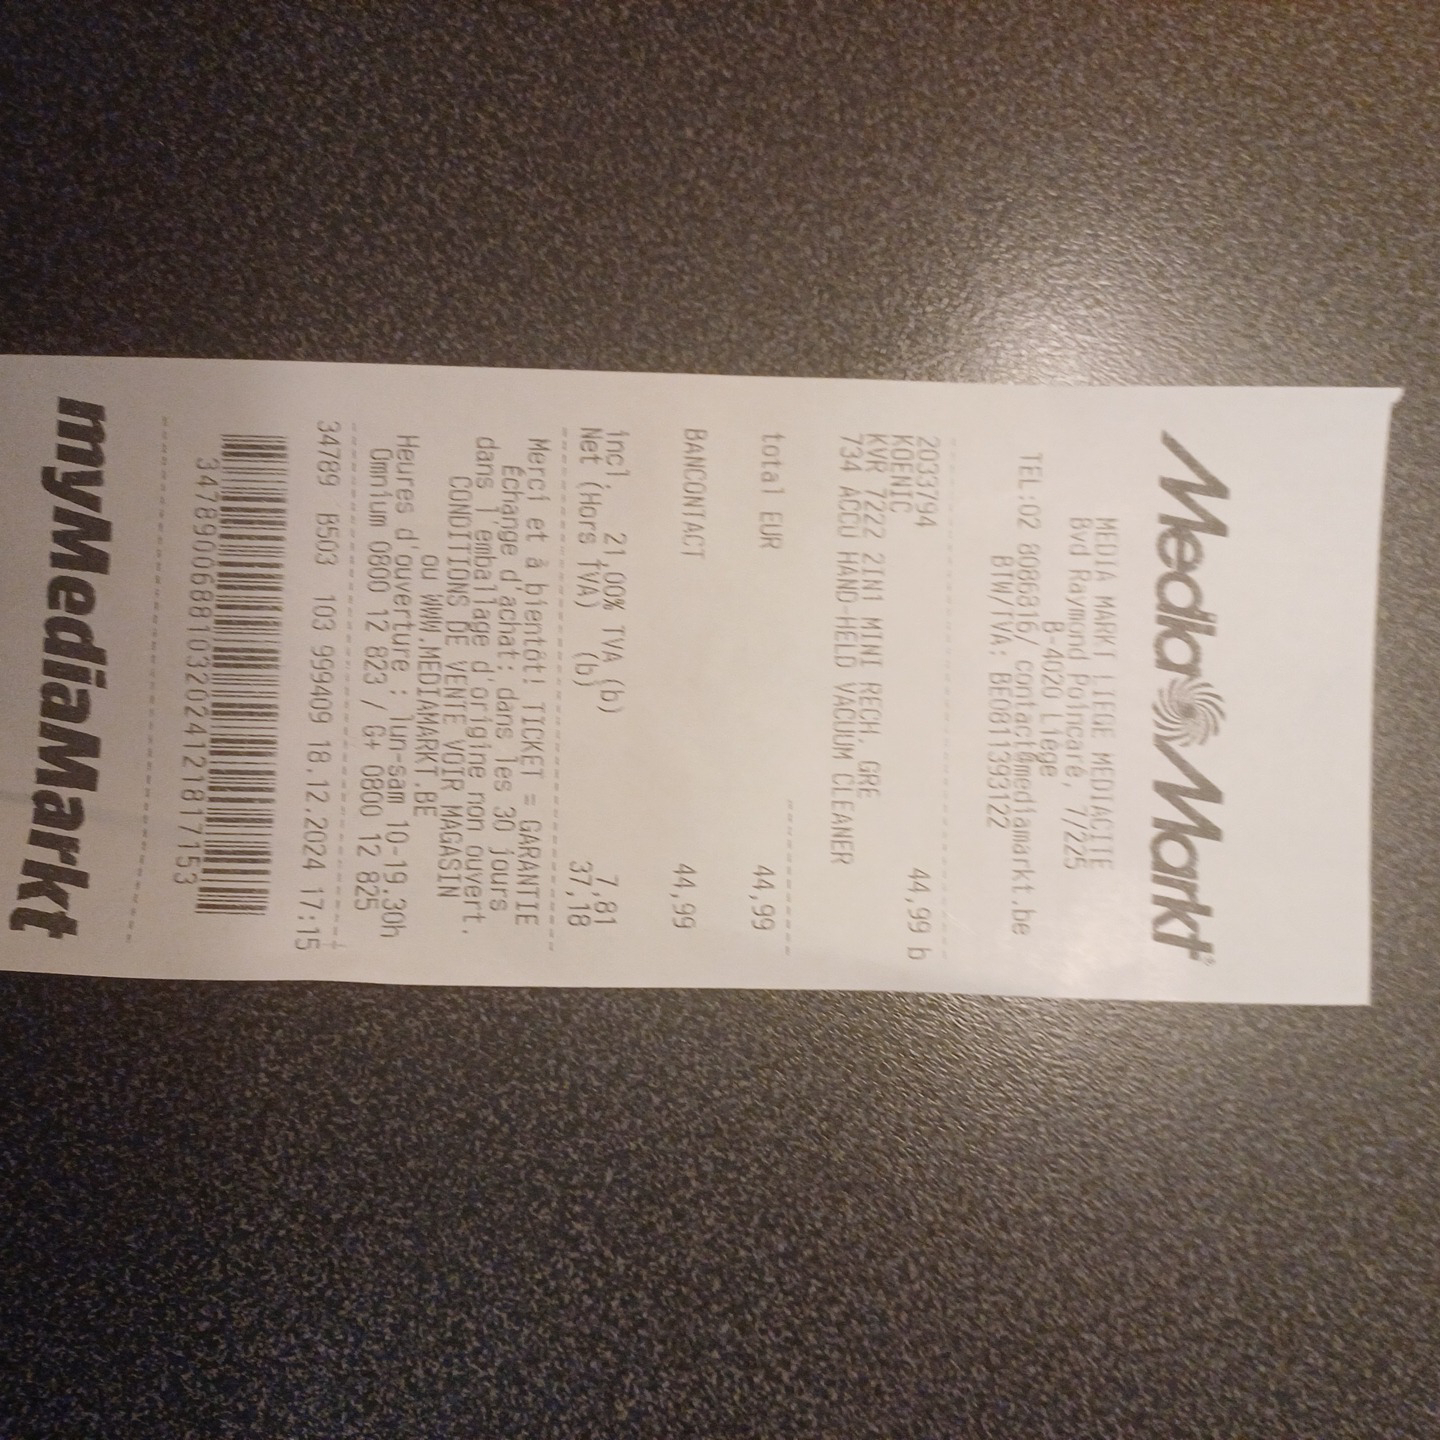 Media Markt®
MEDIA MARKT LIEGE MEDIACITE
Bvd Raymond Poincaré, 7/225
B-4020 Liège
TEL:02 8086816/ contact@mediamarkt.be
BTW/TVA: BE0811393122
2033794 44,99 b
KOENIC
KVR 7222 2IN1 MINI RECH. GRE
734 ACCU HAND-HELD VACUUM CLEANER
total EUR 44,99
BANCONTACT 44,99
incl. 21,00% TVA (b) 7,81
Net (Hors TVA) (b) 37,18
Merci et à bientôt! TICKET = GARANTIE
Échange d'achat: dans les 30 jours
dans l'emballage d'origine non ouvert.
CONDITIONS DE VENTE VOIR MAGASIN
ou WWW.MEDIAMARKT.BE
Heures d'ouverture : lun-sam 10-19.30h
Omnium 0800 12 823 / G+ 0800 12 825
34789 8503 103 999409 18.12.2024 17:15
34789006881032024121817153
myMediaMarkt